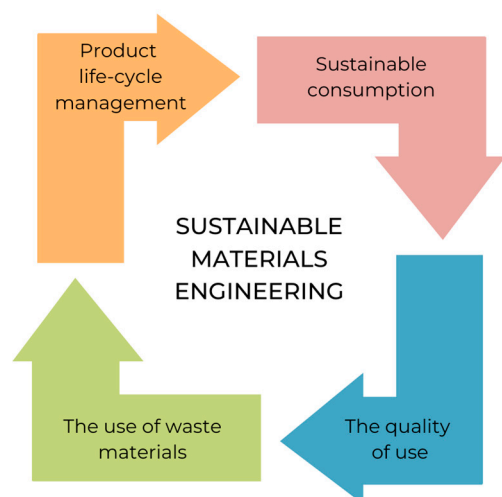 Product
life-cycle
management
Sustainable
consumption
SUSTAINABLE
MATERIALS
ENGINEERING
The use of waste
materials
The quality
of use